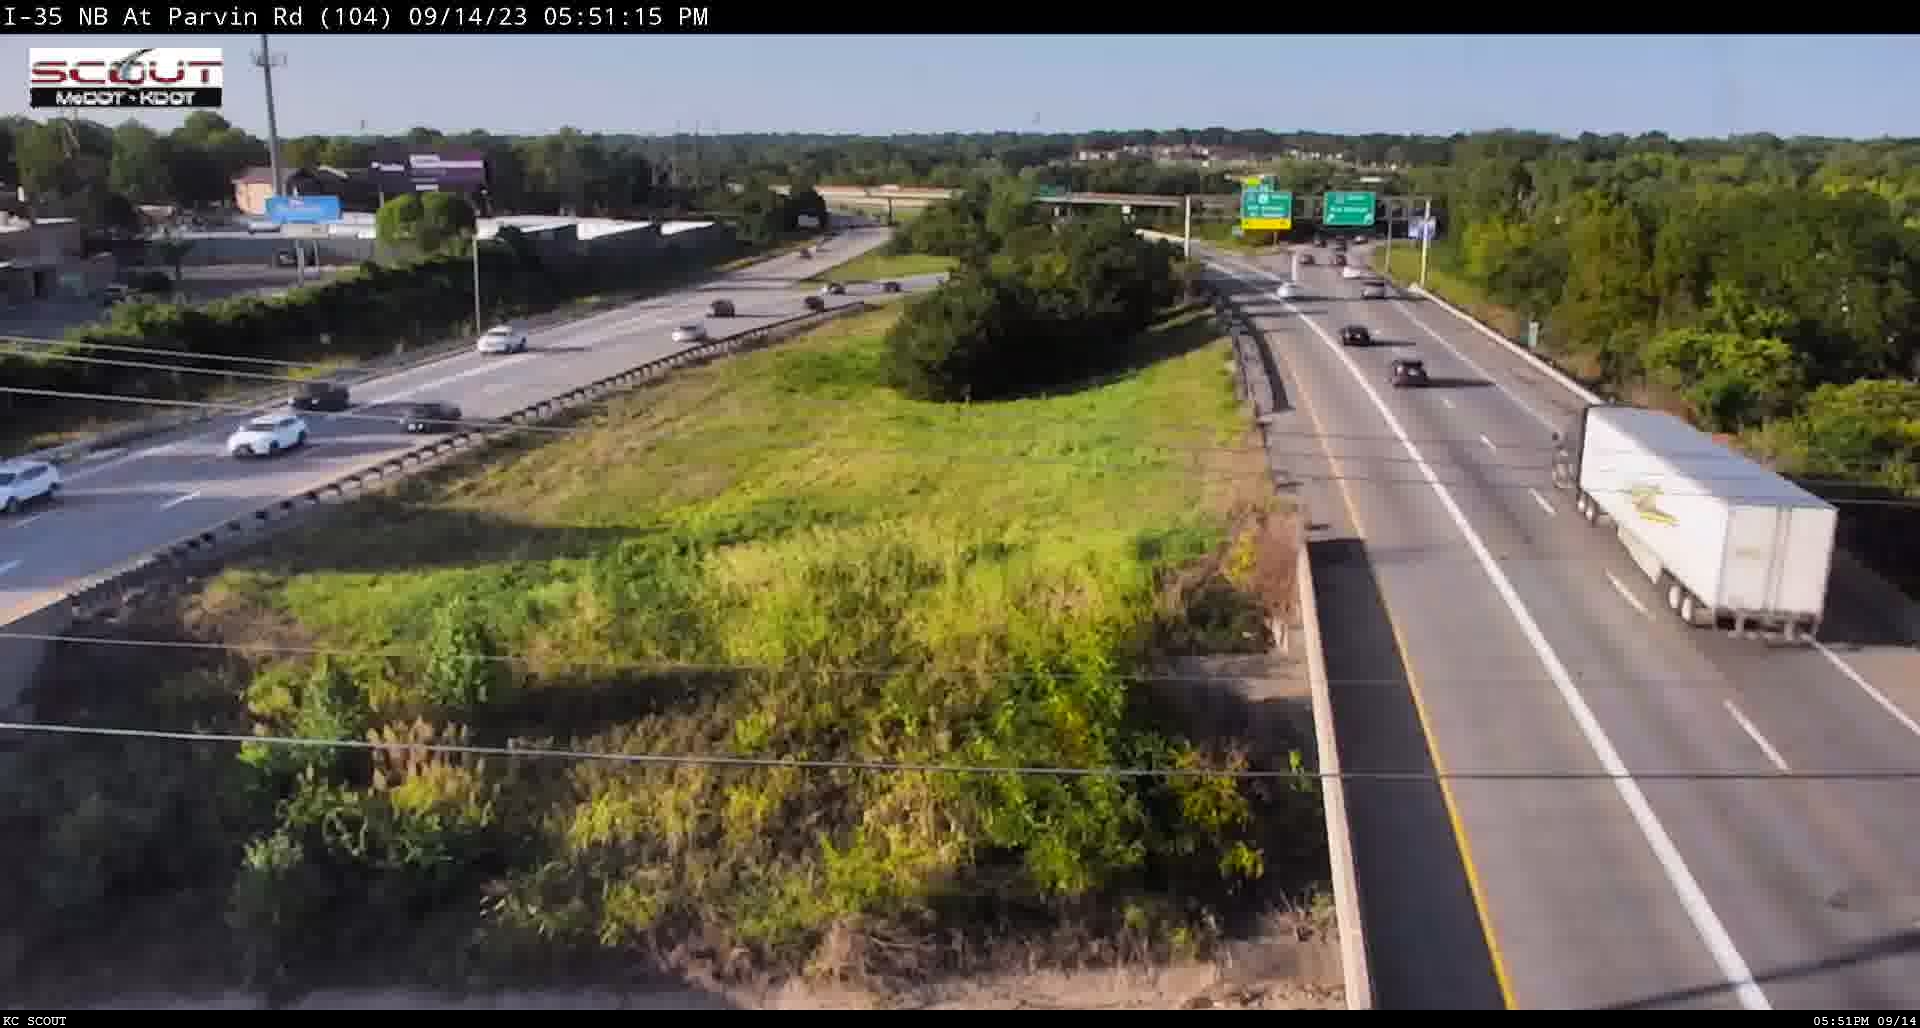 I-35 NB At Parvin Rd (104) 09/14/23 05:51:15 PM
SCOUT
MoDOT - KDOT
KC SCOUT
05:51PM 09/14